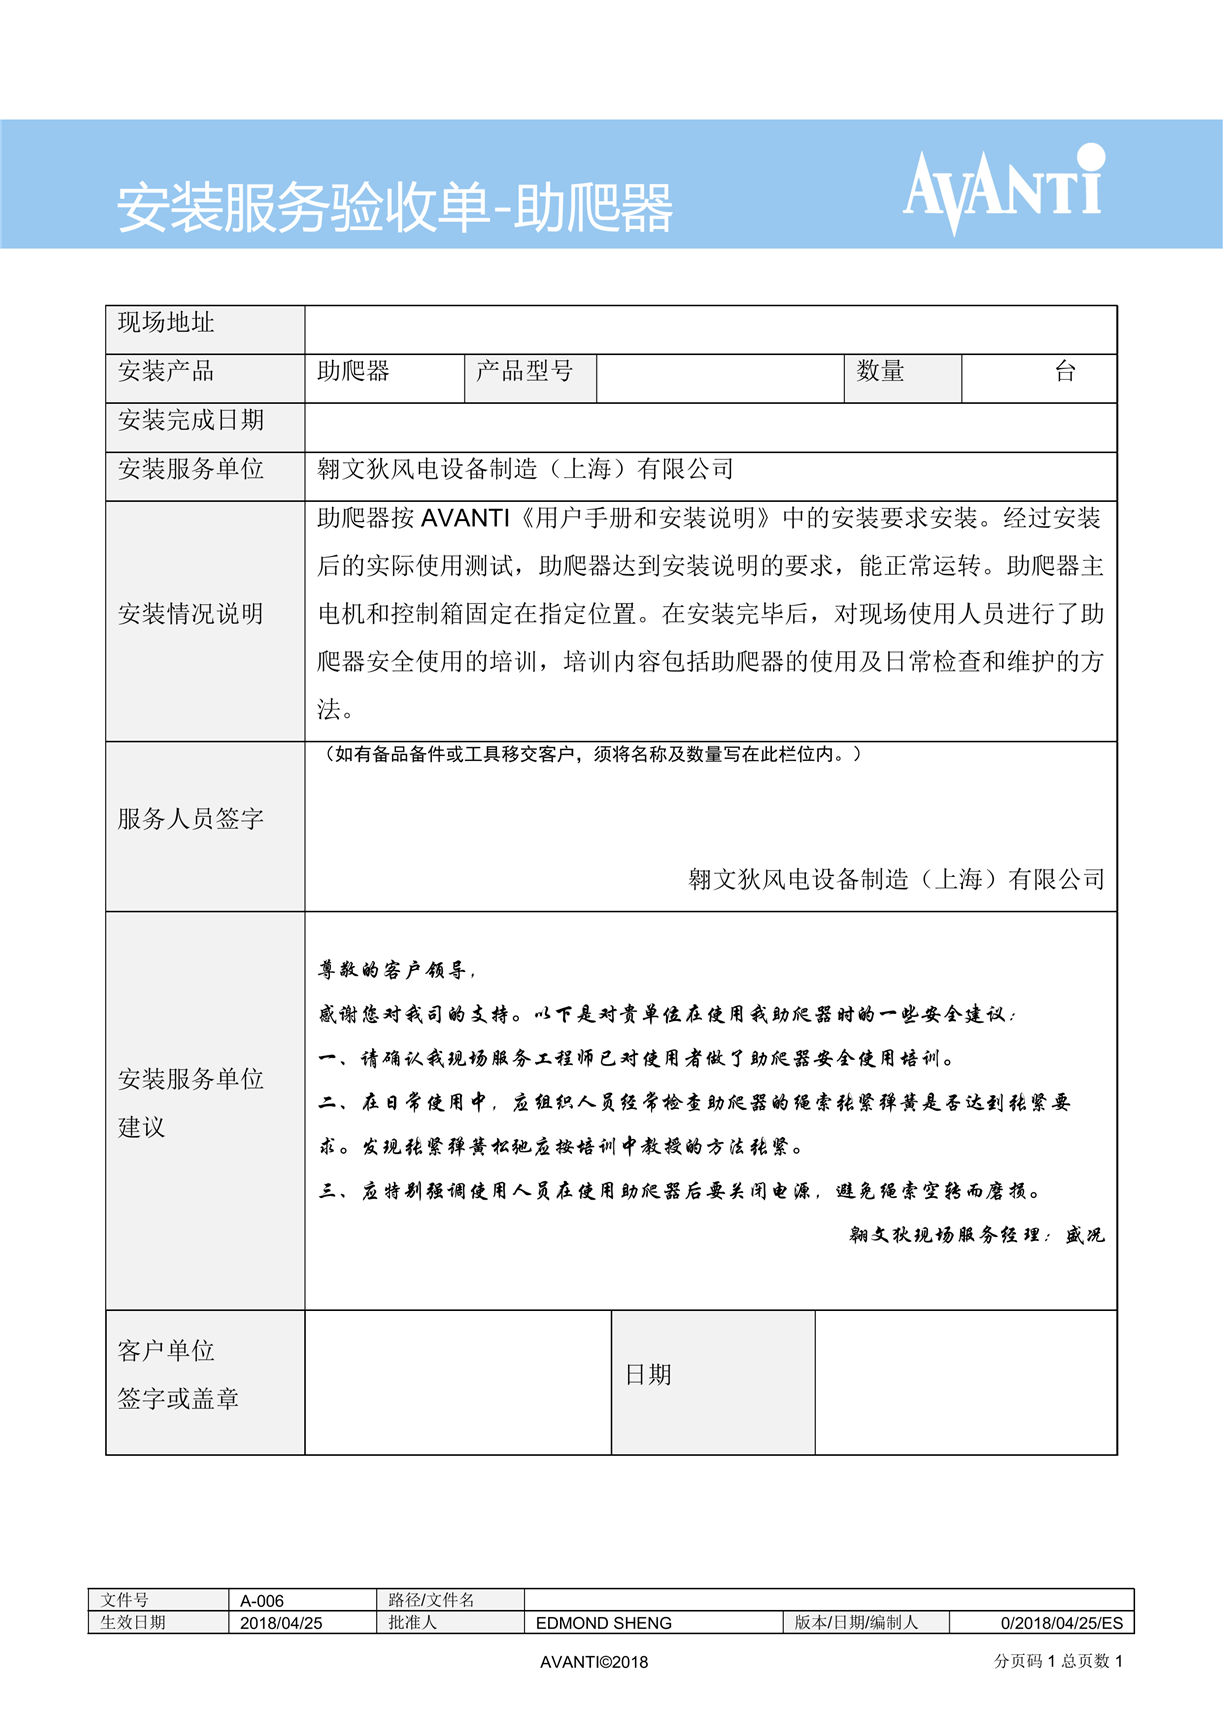 安装服务验收单-助爬器
AVANTi
现场地址
安装产品 助爬器 产品型号 数量 台
安装完成日期
安装服务单位 翱文狄风电设备制造（上海）有限公司
安装情况说明
助爬器按 AVANTI《用户手册和安装说明》中的安装要求安装。经过安装
后的实际使用测试，助爬器达到安装说明的要求，能正常运转。助爬器主
电机和控制箱固定在指定位置。在安装完毕后，对现场使用人员进行了助
爬器安全使用的培训，培训内容包括助爬器的使用及日常检查和维护的方
法。
服务人员签字
（如有备品备件或工具移交客户，须将名称及数量写在此栏位内。）
翱文狄风电设备制造（上海）有限公司
安装服务单位
建议
尊敬的客户领导，
感谢您对我司的支持。以下是对贵单位在使用我助爬器时的一些安全建议：
一、请确认我现场服务工程师已对使用者做了助爬器安全使用培训。
二、在日常使用中，应组织人员经常检查助爬器的绳索张紧弹簧是否达到张紧要
求。发现张紧弹簧松弛应按培训中教授的方法张紧。
三、应特别强调使用人员在使用助爬器后要关闭电源，避免绳索空转而磨损。
翱文狄现场服务经理：盛况
客户单位
签字或盖章
日期
文件号 A-006 路径/文件名
生效日期 2018/04/25 批准人 EDMOND SHENG 版本/日期/编制人 0/2018/04/25/ES
AVANTI©2018 分页码 1 总页数 1